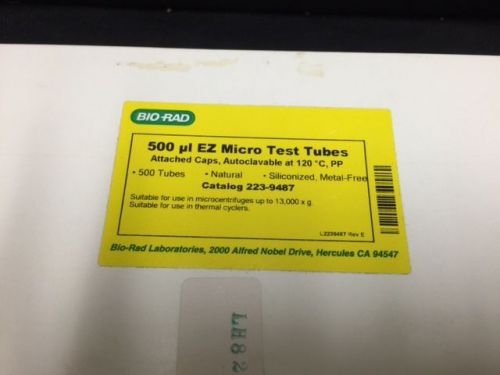 BIO-RAD
500 µl EZ Micro Test Tubes
Attached Caps, Autoclavable at 120 °C, PP
• 500 Tubes • Natural • Siliconized, Metal-Free
Catalog 223-9487
Suitable for use in microcentrifuges up to 13,000 x g.
Suitable for use in thermal cyclers.
L2239487 Rev E
Bio-Rad Laboratories, 2000 Alfred Nobel Drive, Hercules CA 94547
LH82